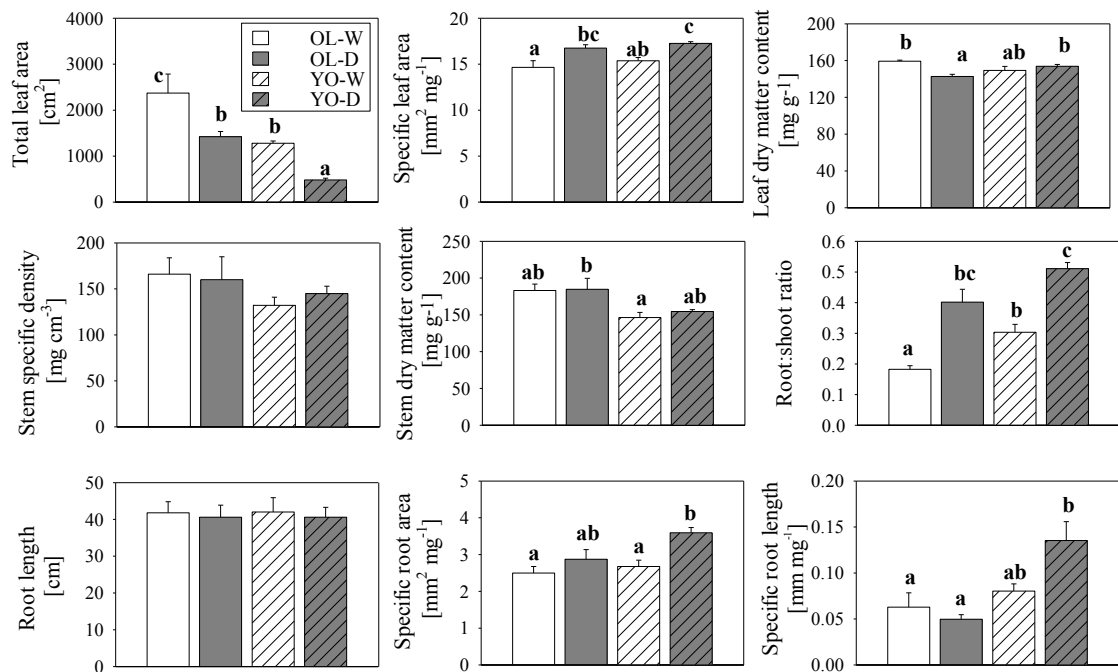 Total leaf area
[cm²]
4000
3000
2000
1000
0
c
b
b
a
OL-W
OL-D
YO-W
YO-D
Specific leaf area
[mm² mg⁻¹]
20
15
10
5
0
a
bc
ab
c
Leaf dry matter content
[mg g-¹]
200
160
120
80
40
0
b
a
ab
b
Stem specific density
[mg cm⁻³]
200
150
100
50
0
Stem dry matter content
[mg g-¹]
250
200
150
100
50
0
ab
b
a
ab
Root:shoot ratio
0.6
0.5
0.4
0.3
0.2
0.1
0.0
a
bc
b
c
Root length
[cm]
50
40
30
20
10
0
Specific root area
[mm² mg⁻¹]
5
4
3
2
1
0
a
ab
a
b
Specific root length
[mm mg⁻¹]
0.20
0.15
0.10
0.05
0.00
a
a
ab
b